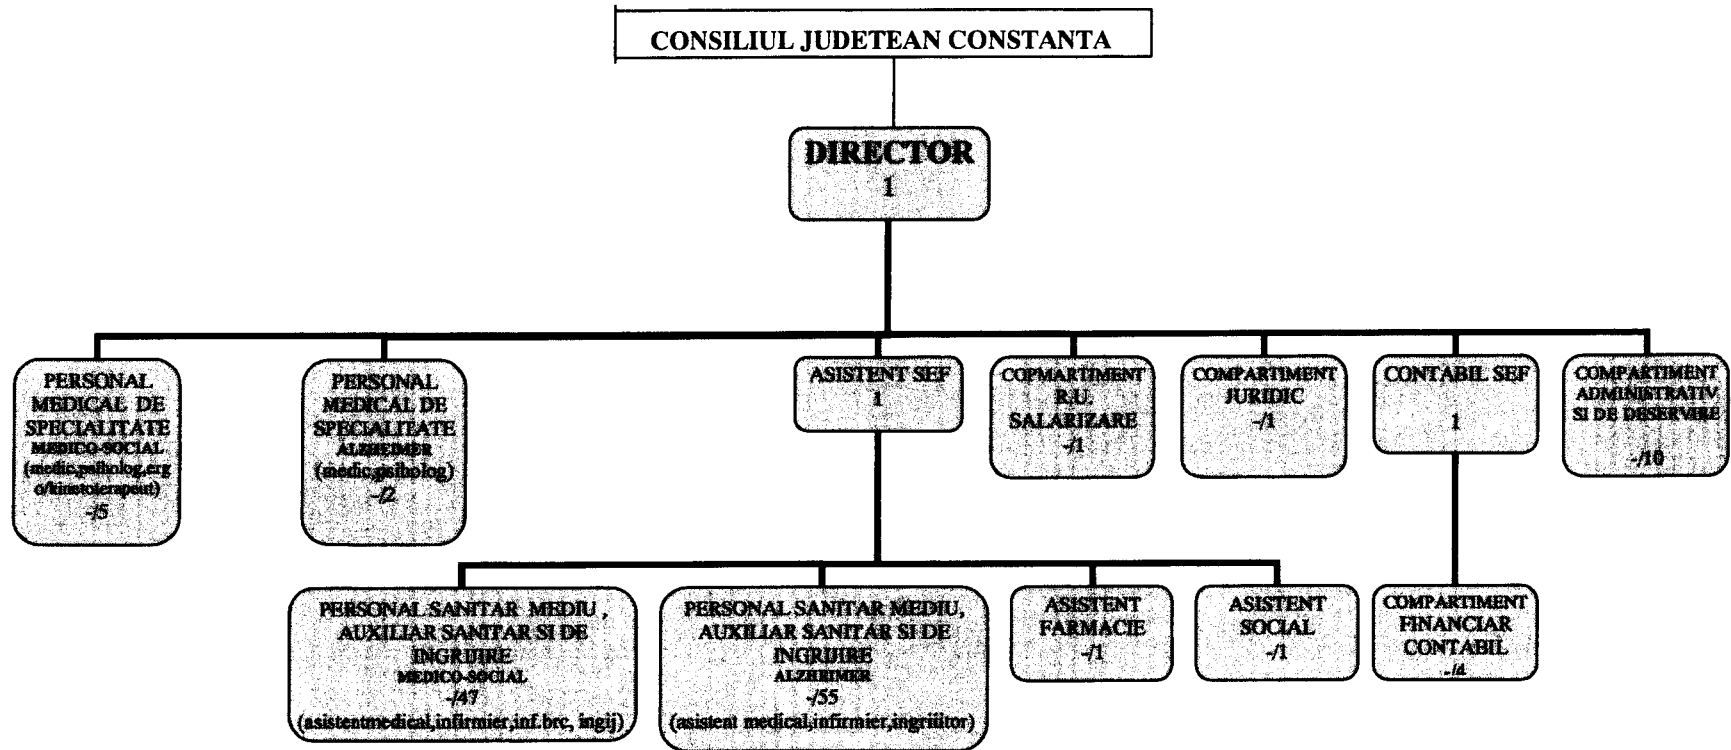 CONSILIUL JUDETEAN CONSTANTA
DIRECTOR
1
PERSONAL
MEDICAL DE
SPECIALITATE
MEDICO-SOCIAL
(medic,psiholog,erg
o/kinetoterapeut)
-/5
PERSONAL
MEDICAL DE
SPECIALITATE
ALZHEIMER
(medic,psiholog)
-/2
ASISTENT SEF
1
COPMARTIMENT
R.U.
SALARIZARE
-/1
COMPARTIMENT
JURIDIC
-/1
CONTABIL SEF
1
COMPARTIMENT
ADMINISTRATIV
SI DE DESERVIRE
-/10
PERSONAL SANITAR MEDIU ,
AUXILIAR SANITAR SI DE
INGRIJIRE
MEDICO-SOCIAL
-/47
(asistentmedical,infirmier,inf.brc, ingij)
PERSONAL SANITAR MEDIU,
AUXILIAR SANITAR SI DE
INGRIJIRE
ALZHEIMER
-/55
(asistent medical,infirmier,ingriiitor)
ASISTENT
FARMACIE
-/1
ASISTENT
SOCIAL
-/1
COMPARTIMENT
FINANCIAR
CONTABIL